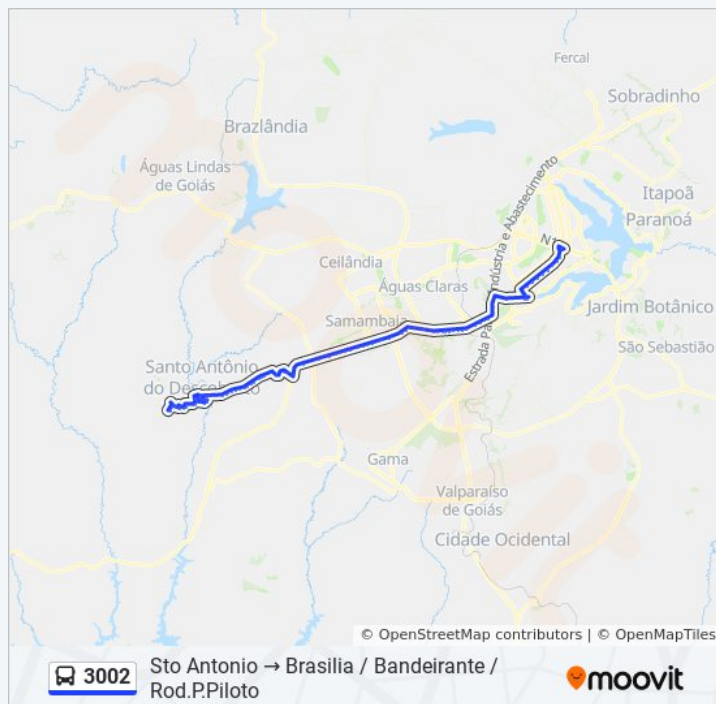 Fercal
Sobradinho
Brazlândia
Águas Lindas
de Goiás
Itapoã
Paranoá
Ceilândia
Águas Claras
Samambaia
Jardim Botânico
São Sebastião
Santo Antônio
Gama
Valparaíso
de Goiás
Cidade Ocidental
© OpenStreetMap contributors | © OpenMapTiles
3002
Sto Antonio → Brasilia / Bandeirante /
Rod.P.Piloto
moovit